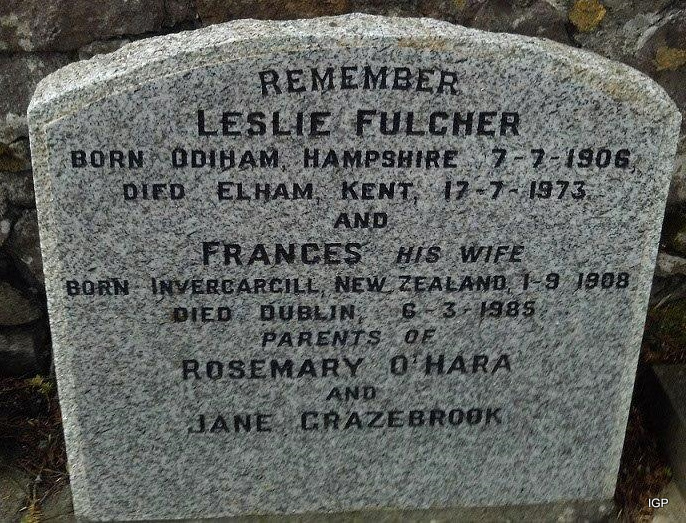 REMEMBER
LESLIE FULCHER
BORN ODIHAM, HAMPSHIRE 7-7-1906,
DIED ELHAM, KENT, 17-7-1973.
AND
FRANCES HIS WIFE
BORN INVERCARGILL, NEW ZEALAND, 1-9 1908
DIED DUBLIN, 6-3-1985
PARENTS OF
ROSEMARY O'HARA
AND
JANE GRAZEBROOK
IGP